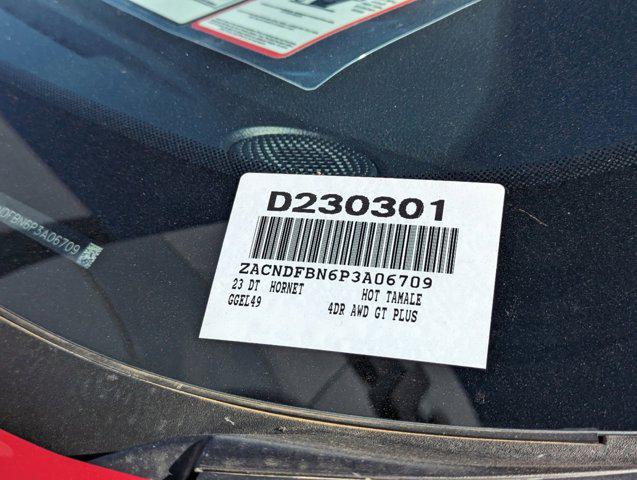 D230301
ZACNDFBN6P3A06709
23 DT HORNET HOT TAMALE
GGEL49 4DR AWD GT PLUS
NDFBN6P3A06709